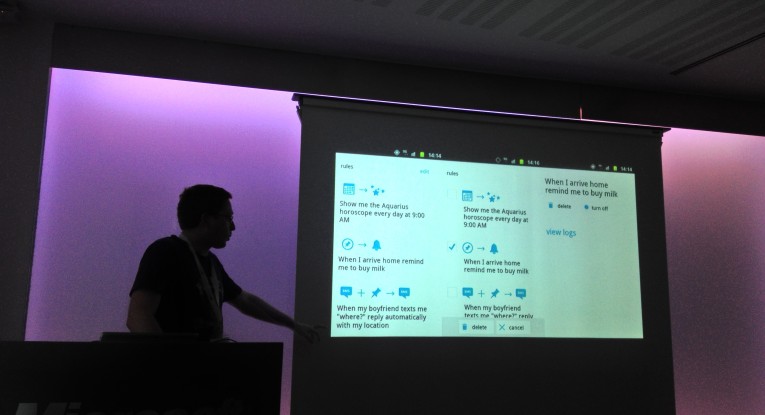 14:14
rules
edit
Show me the Aquarius
horoscope every day at 9:00
AM
When I arrive home remind
me to buy milk
When my boyfriend texts me
"where?" reply automatically
with my location
14:16
rules
Show me the Aquarius
horoscope every day at
9:00 AM
When I arrive home
remind me to buy milk
When my boyfriend
texts me "where?" reply
delete
cancel
14:16
When I arrive home
remind me to buy milk
delete
turn off
view logs